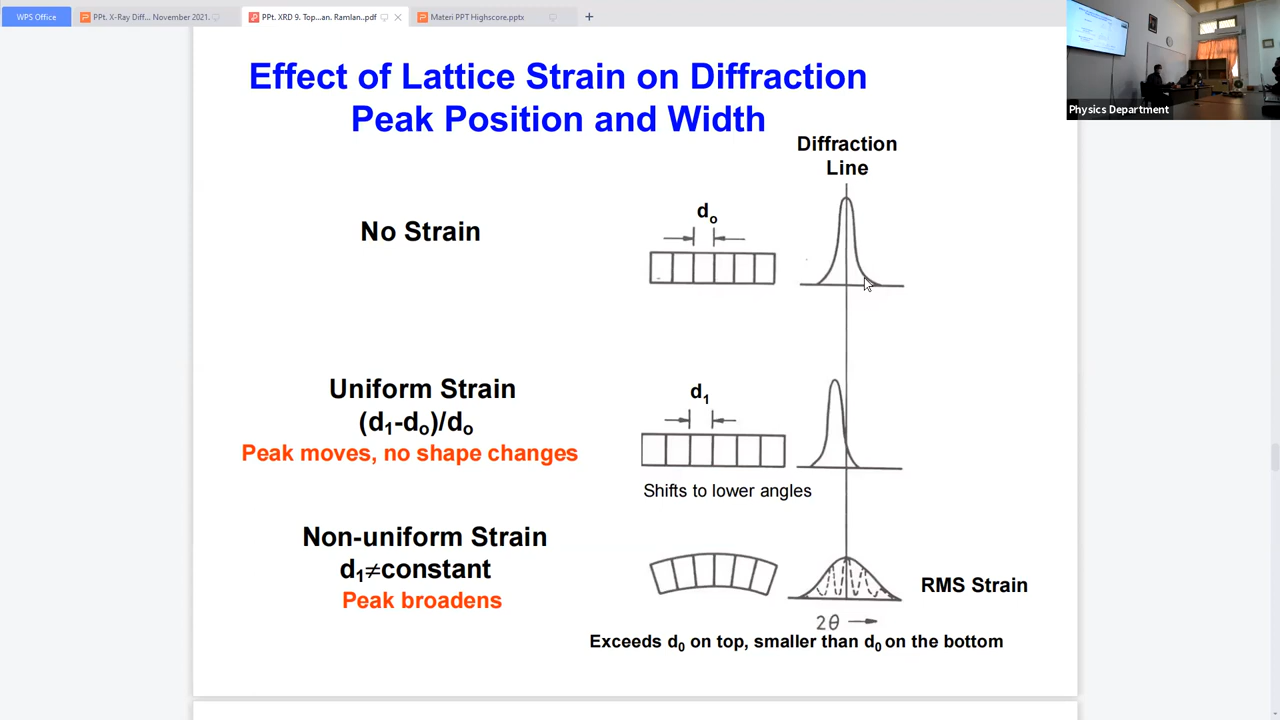 WPS Office
PPt. X-Ray Diff... November 2021.
PPt. XRD 9. Top...an. Ramlan..pdf
Materi PPT Highscore.pptx
Physics Department
Effect of Lattice Strain on Diffraction
Peak Position and Width
Diffraction
Line
No Strain
do
Uniform Strain
(d1-do)/do
Peak moves, no shape changes
d1
Shifts to lower angles
Non-uniform Strain
d1≠constant
Peak broadens
RMS Strain
2θ
Exceeds d0 on top, smaller than d0 on the bottom